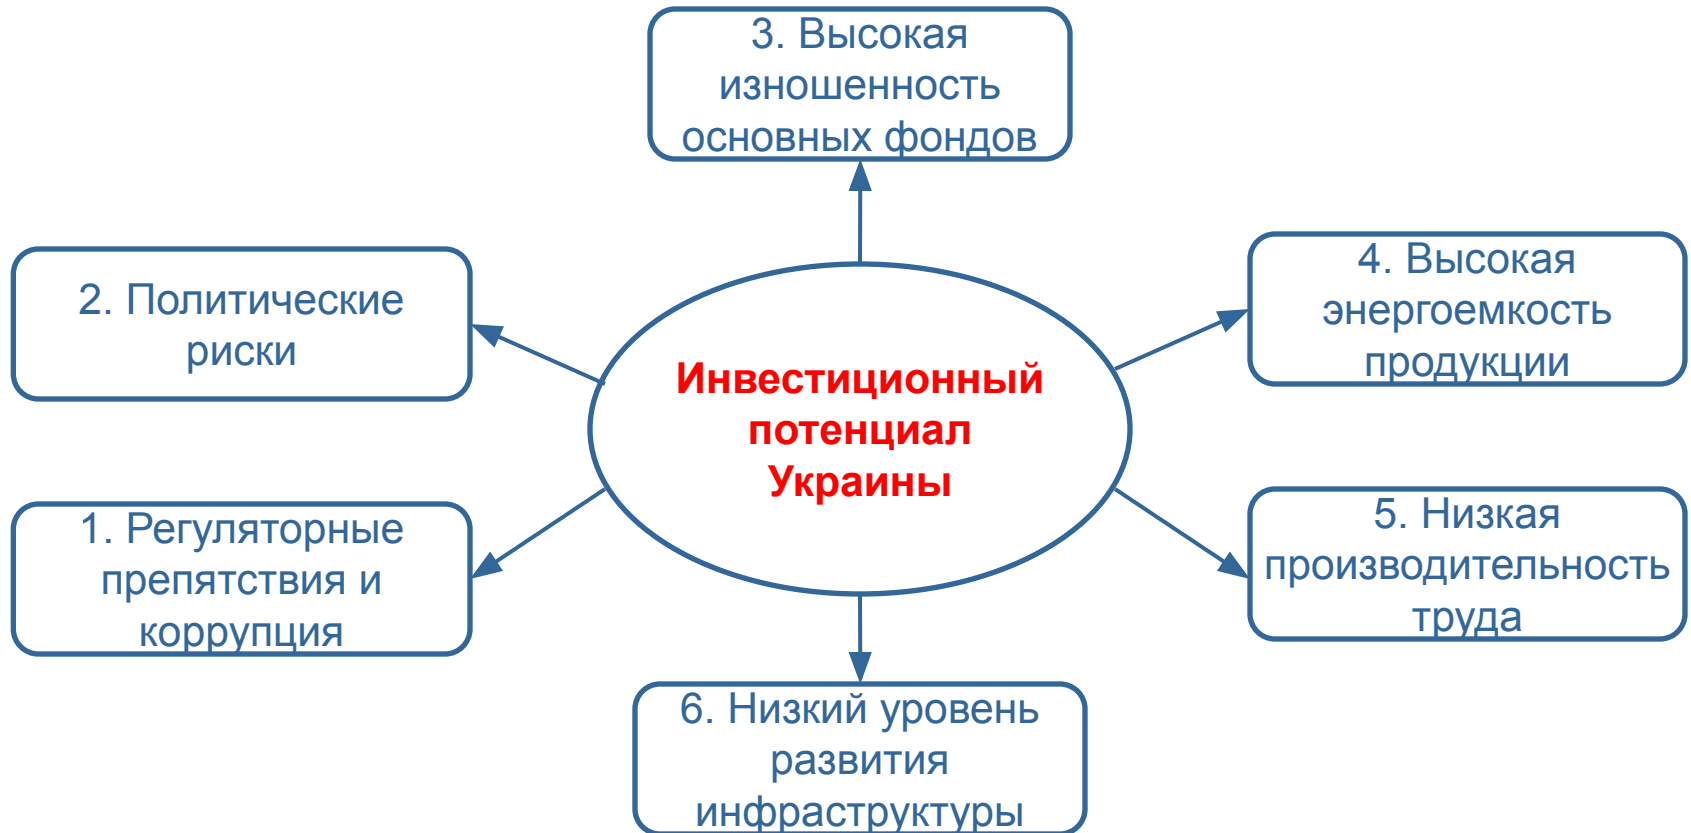 3. Высокая
изношенность
основных фондов
2. Политические
риски
4. Высокая
энергоемкость
продукции
Инвестиционный
потенциал
Украины
1. Регуляторные
препятствия и
коррупция
5. Низкая
производительность
труда
6. Низкий уровень
развития
инфраструктуры